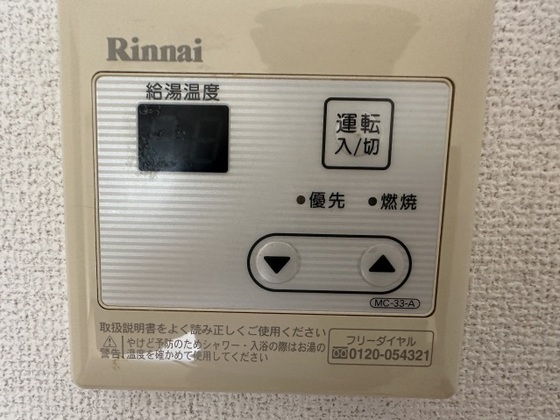 Rinnai
給湯温度
運転
入/切
優先
燃焼
▼
▲
MC-33-A
取扱説明書をよく読み正しくご使用ください
⚠警告
やけど予防のためシャワー・入浴の際はお湯の
温度を確かめて使用してください
フリーダイヤル
0120-054321